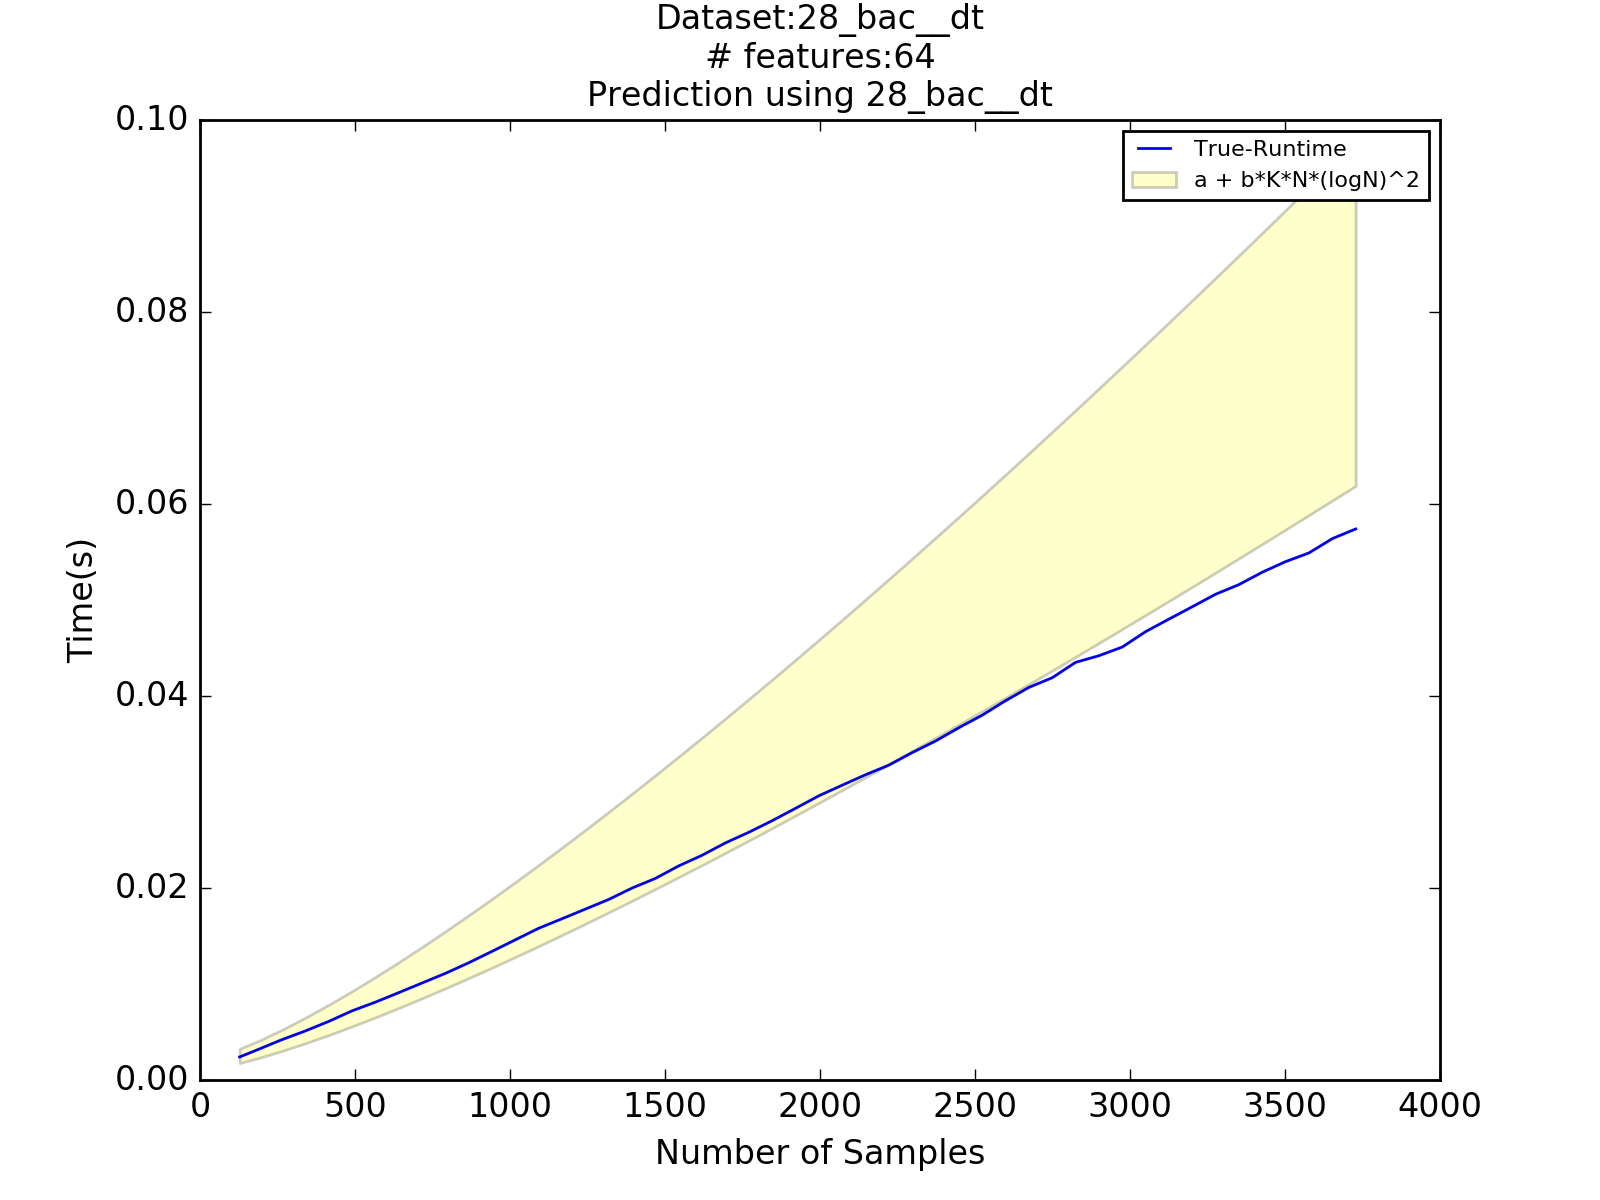 Dataset:28_bac__dt
# features:64
Prediction using 28_bac__dt
True-Runtime
a + b*K*N*(logN)^2
0.10
0.08
0.06
0.04
0.02
0.00
Time(s)
0 500 1000 1500 2000 2500 3000 3500 4000
Number of Samples